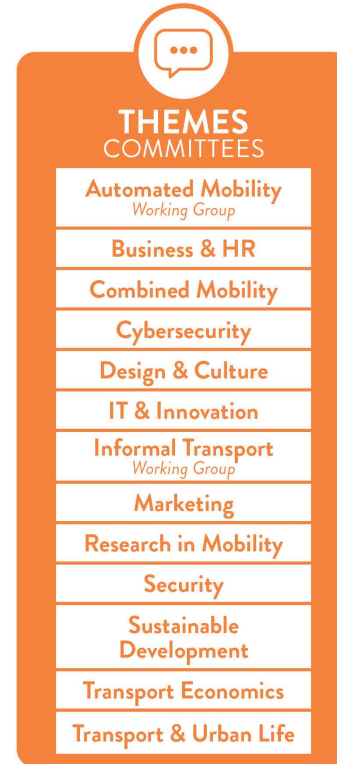 THEMES
COMMITTEES
Automated Mobility
Working Group
Business & HR
Combined Mobility
Cybersecurity
Design & Culture
IT & Innovation
Informal Transport
Working Group
Marketing
Research in Mobility
Security
Sustainable
Development
Transport Economics
Transport & Urban Life